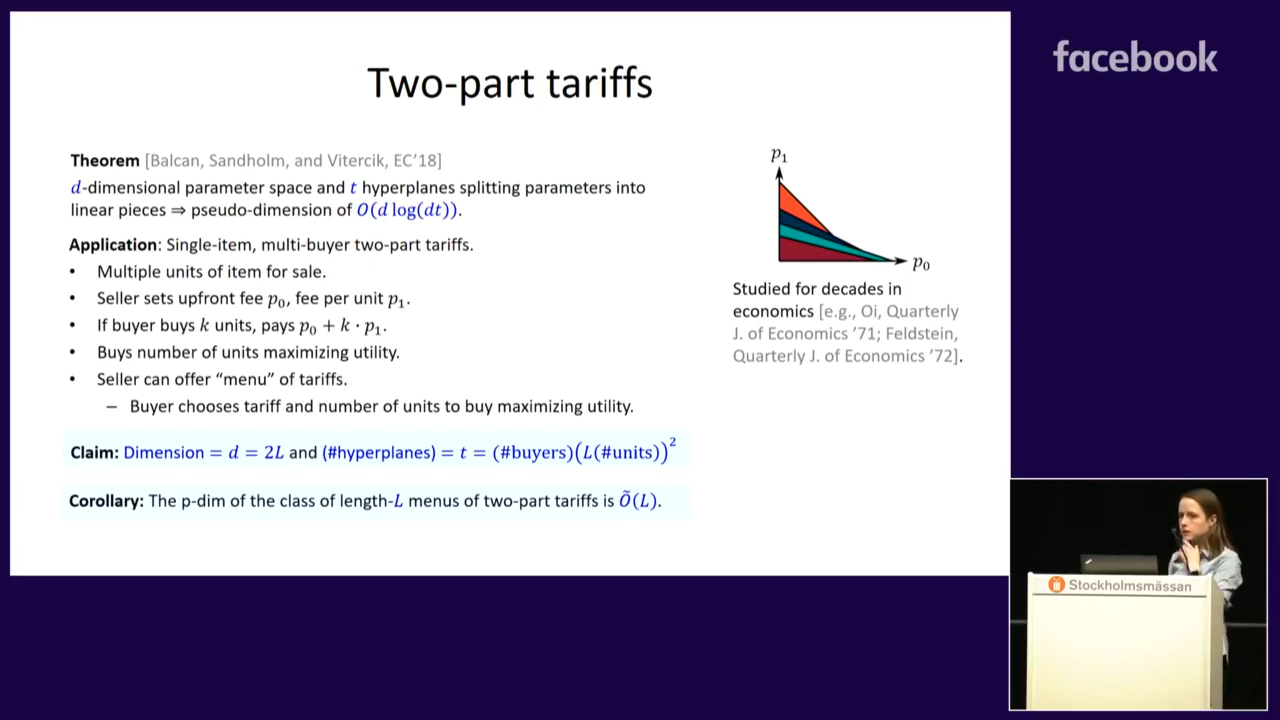 Two-part tariffs
facebook
Theorem [Balcan, Sandholm, and Vitercik, EC'18]
d-dimensional parameter space and t hyperplanes splitting parameters into
linear pieces ⇒ pseudo-dimension of O(d log(dt)).
Application: Single-item, multi-buyer two-part tariffs.
• Multiple units of item for sale.
• Seller sets upfront fee p₀, fee per unit p₁.
• If buyer buys k units, pays p₀ + k · p₁.
• Buys number of units maximizing utility.
• Seller can offer “menu” of tariffs.
– Buyer chooses tariff and number of units to buy maximizing utility.
Claim: Dimension = d = 2L and (#hyperplanes) = t = (#buyers)(L(#units))²
Corollary: The p-dim of the class of length-L menus of two-part tariffs is Õ(L).
p₁
p₀
Studied for decades in
economics [e.g., Oi, Quarterly
J. of Economics '71; Feldstein,
Quarterly J. of Economics '72].
Stockholmsmässan